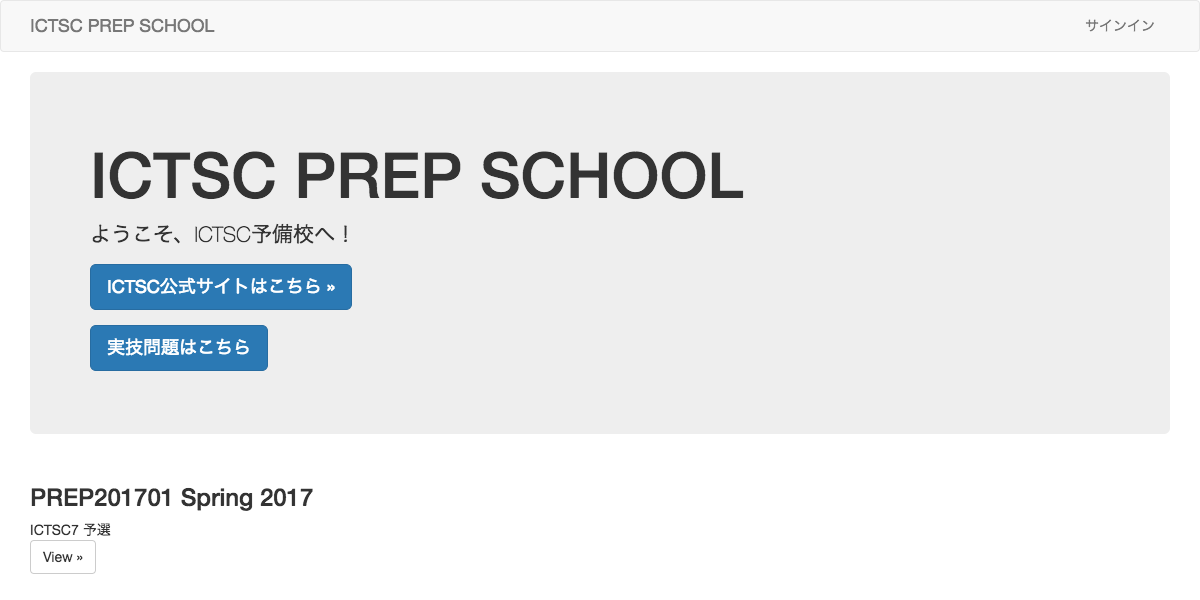 ICTSC PREP SCHOOL
サインイン
ICTSC PREP SCHOOL
ようこそ、ICTSC予備校へ！
ICTSC公式サイトはこちら »
実技問題はこちら
PREP201701 Spring 2017
ICTSC7 予選
View »